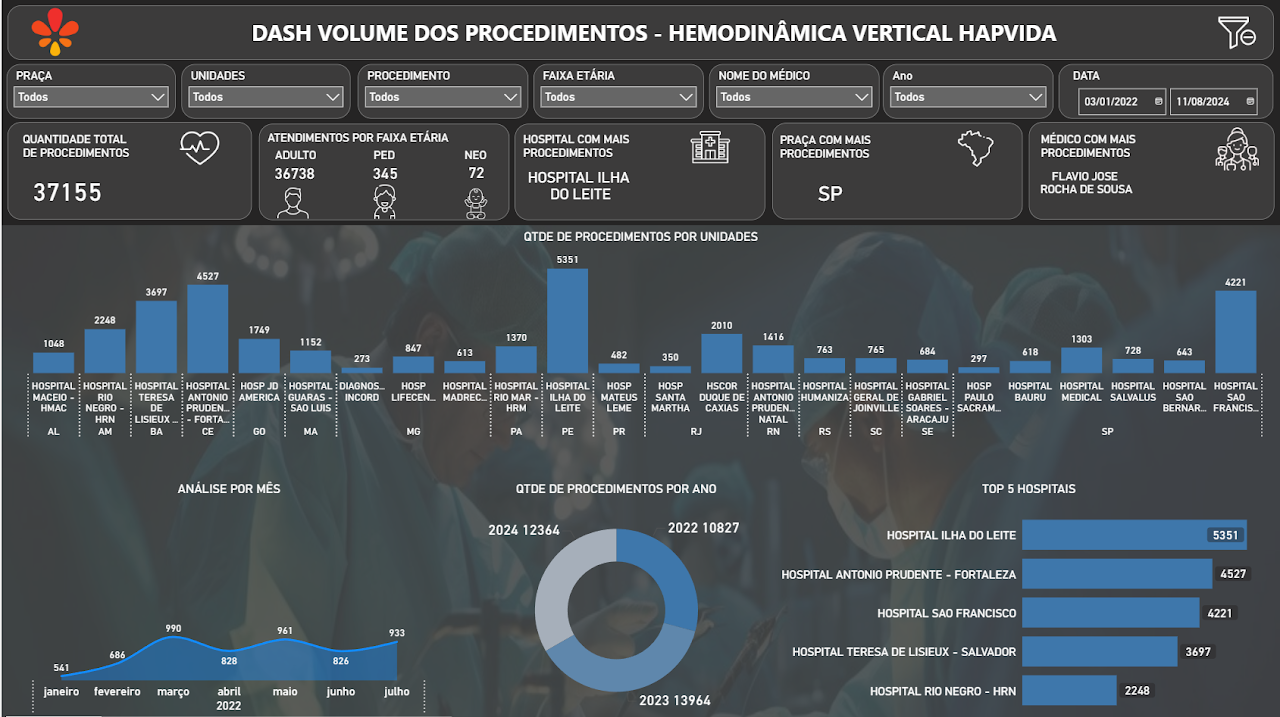 DASH VOLUME DOS PROCEDIMENTOS - HEMODINÂMICA VERTICAL HAPVIDA
PRAÇA
Todos
UNIDADES
Todos
PROCEDIMENTO
Todos
FAIXA ETÁRIA
Todos
NOME DO MÉDICO
Todos
Ano
Todos
DATA
03/01/2022
11/08/2024
QUANTIDADE TOTAL
DE PROCEDIMENTOS
37155
ATENDIMENTOS POR FAIXA ETÁRIA
ADULTO PED NEO
36738 345 72
HOSPITAL COM MAIS
PROCEDIMENTOS
HOSPITAL ILHA
DO LEITE
PRAÇA COM MAIS
PROCEDIMENTOS
SP
MÉDICO COM MAIS
PROCEDIMENTOS
FLAVIO JOSE
ROCHA DE SOUSA
QTDE DE PROCEDIMENTOS POR UNIDADES
1048
HOSPITAL
MACEIO -
HMAC
AL
2248
HOSPITAL
RIO
NEGRO -
HRN
AM
3697
HOSPITAL
TERESA
DE
LISIEUX ...
BA
4527
HOSPITAL
ANTONIO
PRUDEN...
- FORTA...
CE
1749
HOSP JD
AMERICA
GO
1152
HOSPITAL
GUARAS -
SAO LUIS
MA
273
DIAGNOS...
INCORD
847
HOSP
LIFECEN...
613
HOSPITAL
MADREC...
MG
1370
HOSPITAL
RIO MAR -
HRM
PA
5351
HOSPITAL
ILHA DO
LEITE
PE
482
HOSP
MATEUS
LEME
PR
350
HOSP
SANTA
MARTHA
2010
HSCOR
DUQUE DE
CAXIAS
RJ
1416
HOSPITAL
ANTONIO
PRUDEN...
NATAL
RN
763
HOSPITAL
HUMANIZA
RS
765
HOSPITAL
GERAL DE
JOINVILLE
SC
684
HOSPITAL
GABRIEL
SOARES -
ARACAJU
SE
297
HOSP
PAULO
SACRAM...
618
HOSPITAL
BAURU
1303
HOSPITAL
MEDICAL
728
HOSPITAL
SALVALUS
643
HOSPITAL
SAO
BERNAR...
4221
HOSPITAL
SAO
FRANCIS...
SP
ANÁLISE POR MÊS
541 686 990 828 961 826 933
janeiro fevereiro março abril maio junho julho
2022
QTDE DE PROCEDIMENTOS POR ANO
2024 12364
2022 10827
2023 13964
TOP 5 HOSPITAIS
HOSPITAL ILHA DO LEITE 5351
HOSPITAL ANTONIO PRUDENTE - FORTALEZA 4527
HOSPITAL SAO FRANCISCO 4221
HOSPITAL TERESA DE LISIEUX - SALVADOR 3697
HOSPITAL RIO NEGRO - HRN 2248